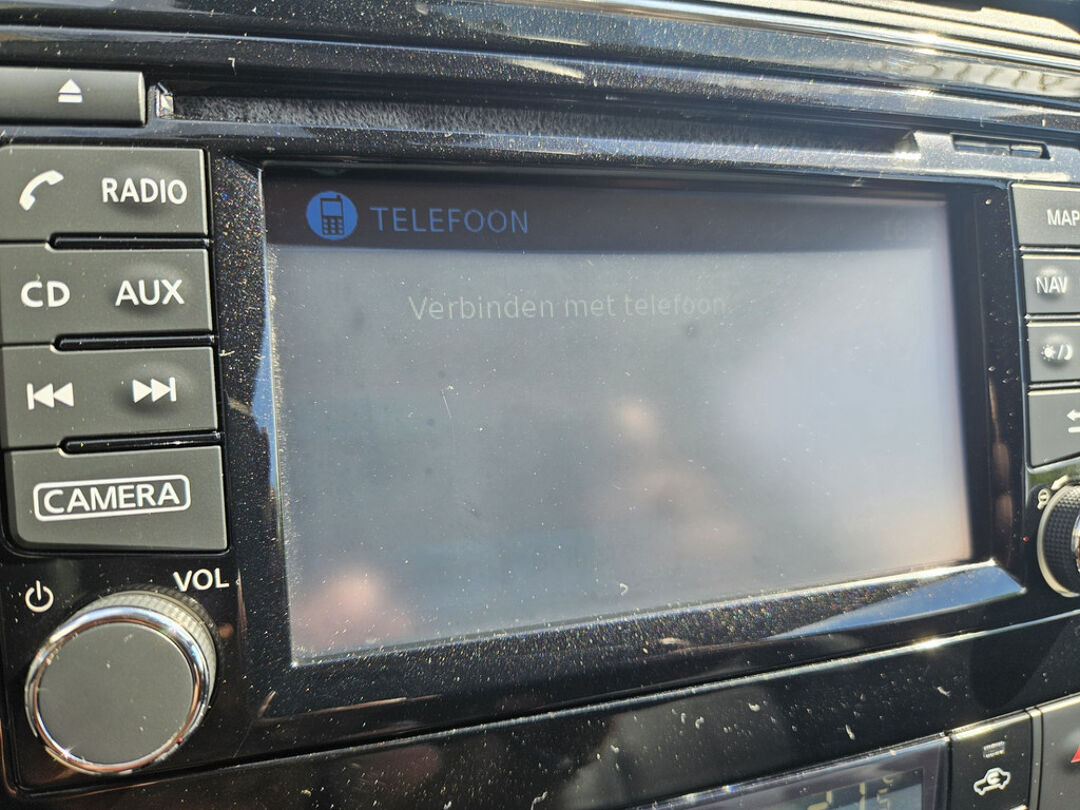 RADIO
CD AUX
CAMERA
VOL
TELEFOON
Verbinden met telefoon.
MAP
NAV